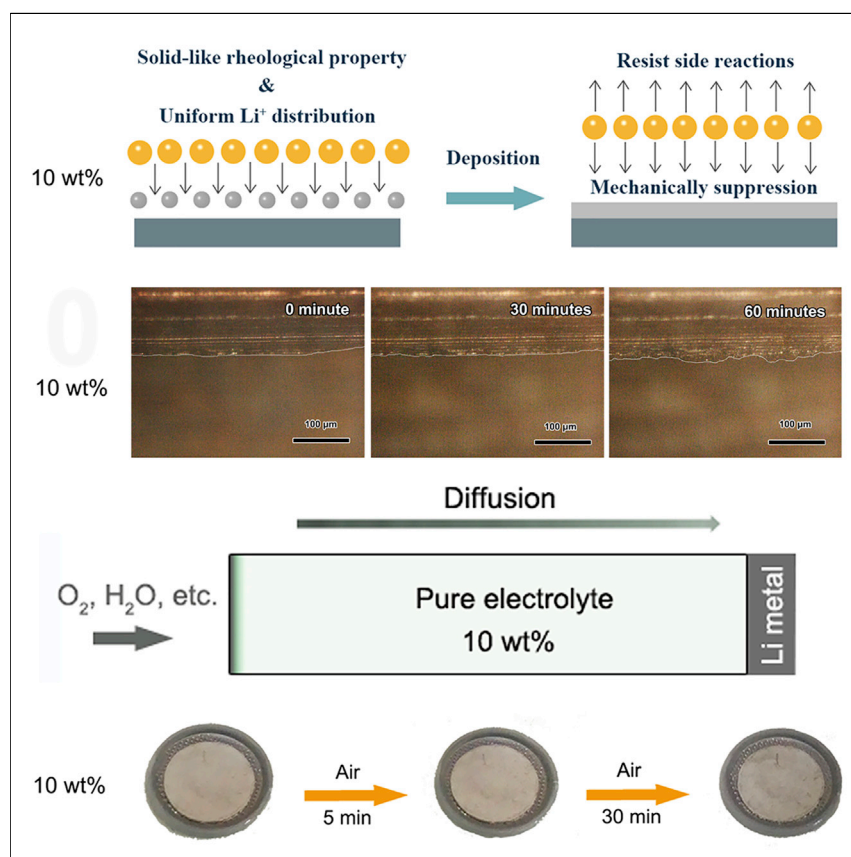 Solid-like rheological property
&
Uniform Li⁺ distribution
Resist side reactions
10 wt%
Deposition
Mechanically suppression
0
10 wt%
0 minute
30 minutes
60 minutes
100 μm
100 μm
100 μm
Diffusion
O₂, H₂O, etc.
Pure electrolyte
10 wt%
Li metal
10 wt%
Air
5 min
Air
30 min